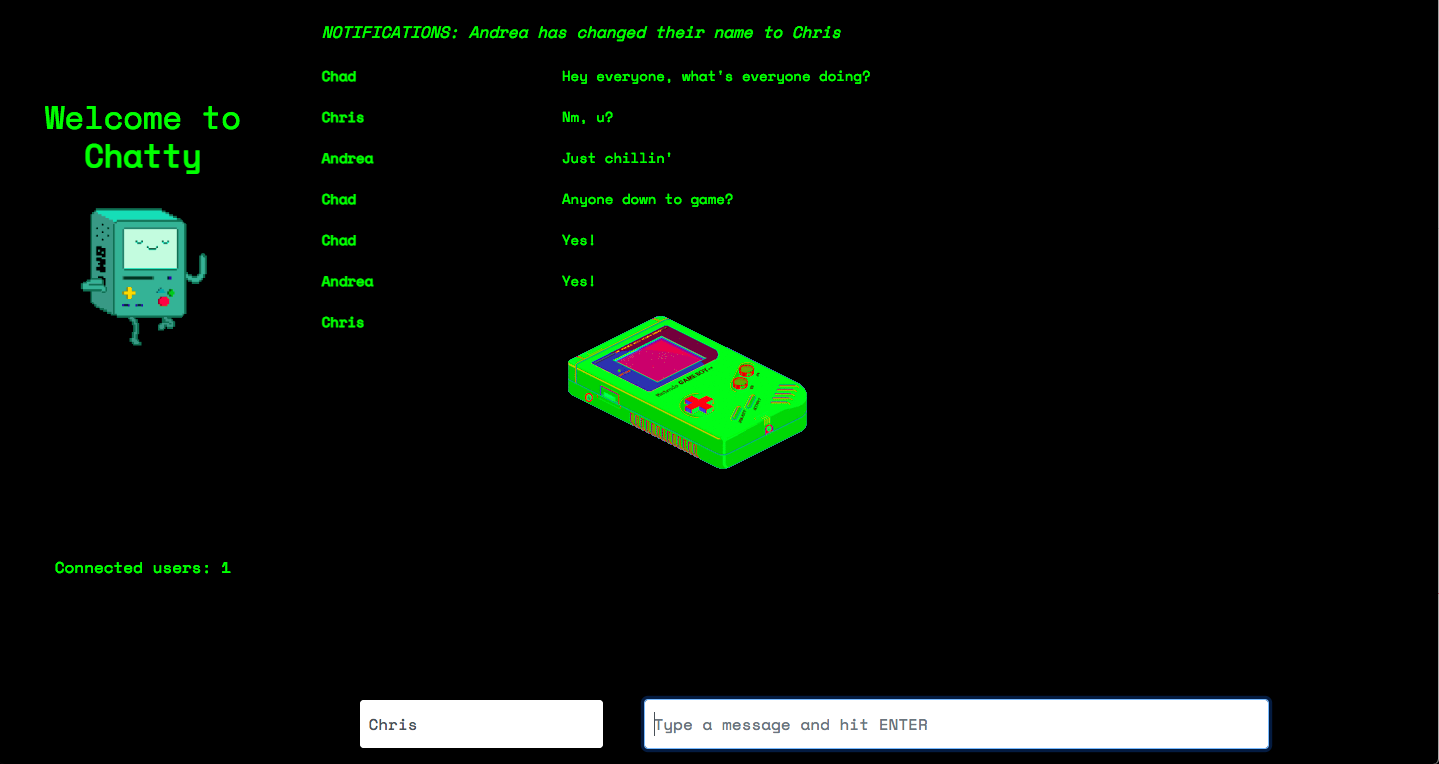 NOTIFICATIONS: Andrea has changed their name to Chris
Welcome to
Chatty
Chad Hey everyone, what's everyone doing?
Chris Nm, u?
Andrea Just chillin'
Chad Anyone down to game?
Chad Yes!
Andrea Yes!
Chris
Nintendo GAMEBOY
Connected users: 1
Chris
Type a message and hit ENTER